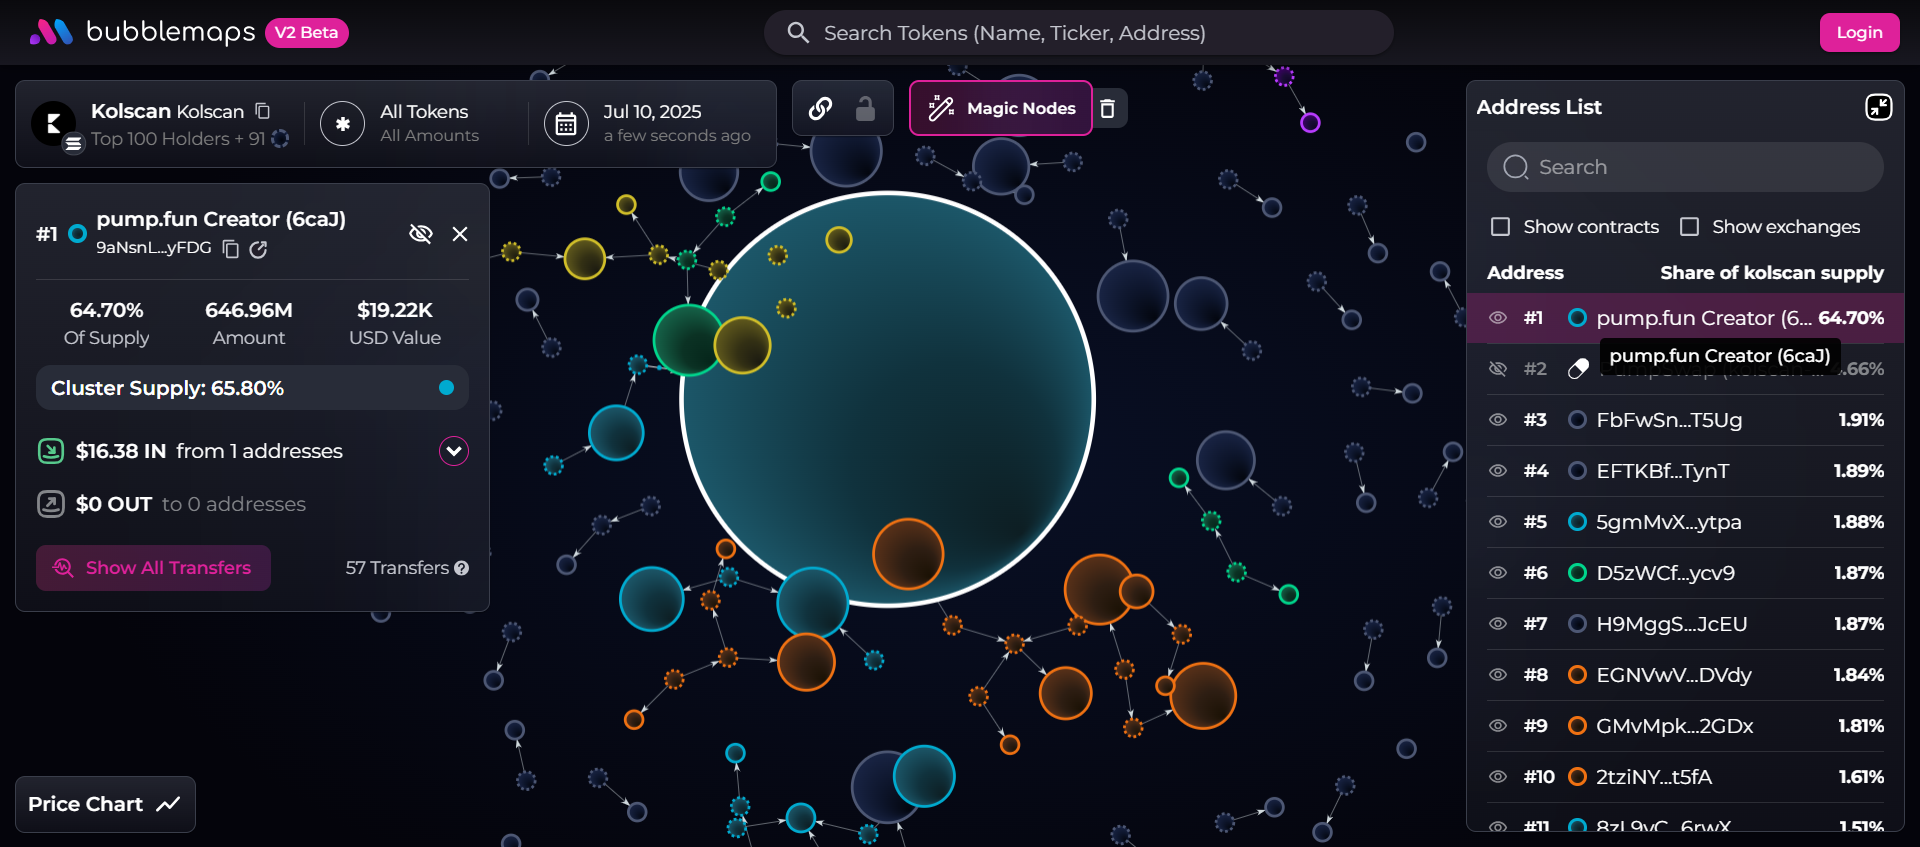 bubblemaps V2 Beta
Search Tokens (Name, Ticker, Address)
Login
Kolscan Kolscan
Top 100 Holders + 91
All Tokens
All Amounts
Jul 10, 2025
a few seconds ago
Magic Nodes
#1 pump.fun Creator (6caJ)
9aNsnL...yFDG
64.70% 646.96M $19.22K
Of Supply Amount USD Value
Cluster Supply: 65.80%
$16.38 IN from 1 addresses
$0 OUT to 0 addresses
Show All Transfers 57 Transfers
Price Chart
Address List
Search
Show contracts Show exchanges
Address Share of kolscan supply
#1 pump.fun Creator (6... 64.70%
pump.fun Creator (6caJ)
#2 .66%
#3 FbFwSn...T5Ug 1.91%
#4 EFTKBf...TynT 1.89%
#5 5gmMvX...ytpa 1.88%
#6 D5zWCf...ycv9 1.87%
#7 H9MggS...JcEU 1.87%
#8 EGNVwV...DVdy 1.84%
#9 GMvMpk...2GDx 1.81%
#10 2tziNY...t5fA 1.61%
#11 8zL9vC...6rwX 1.51%